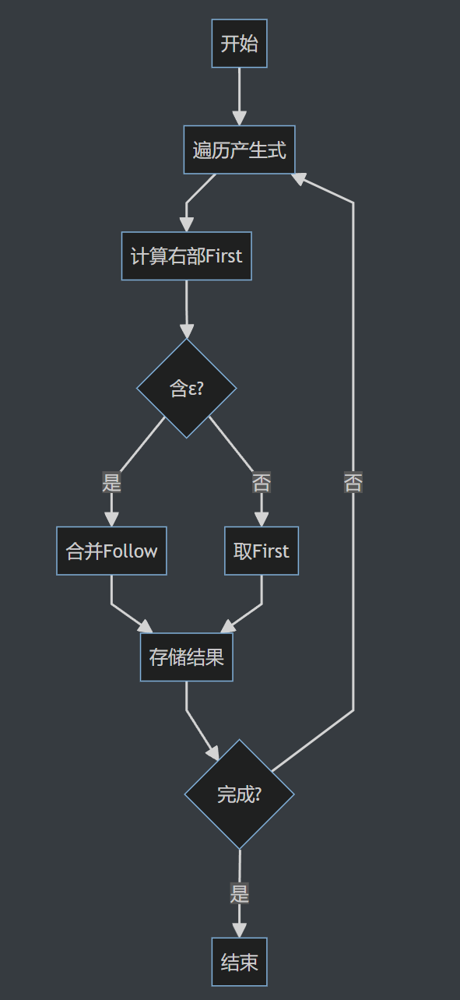 开始
遍历产生式
计算右部First
含ε?
是
否
否
合并Follow
取First
存储结果
完成?
是
结束